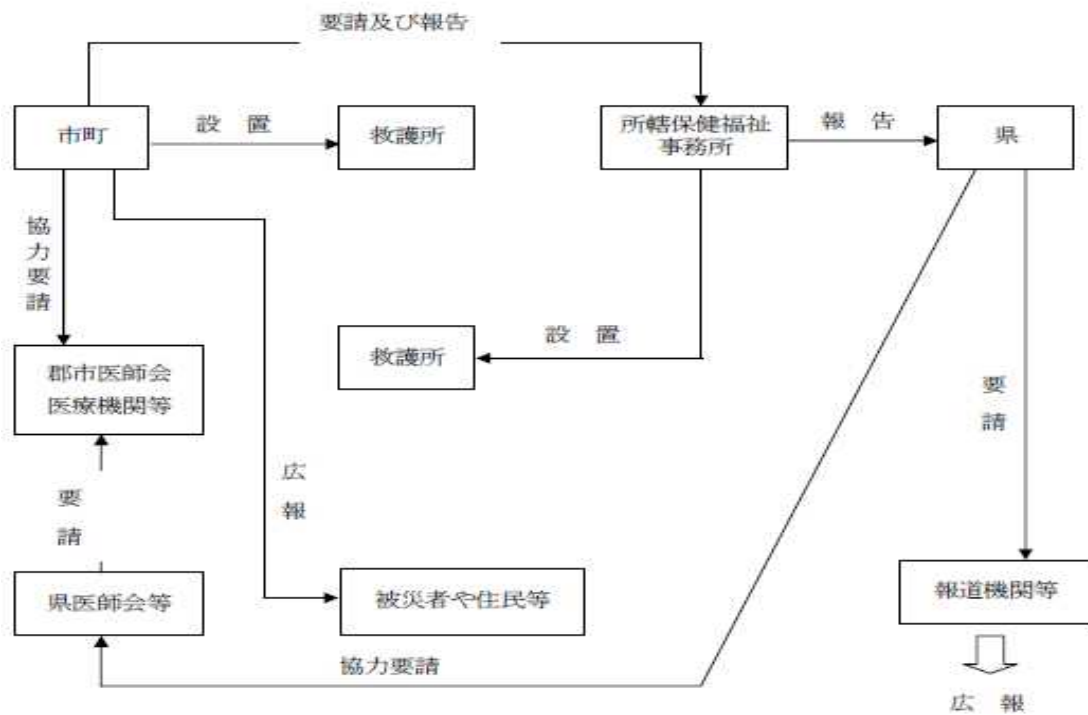 要請及び報告
市町
設　置
救護所
所轄保健福祉
事務所
報　告
県
協力要請
救護所
設　置
郡市医師会
医療機関等
要請
広報
要請
県医師会等
被災者や住民等
報道機関等
協力要請
広　報